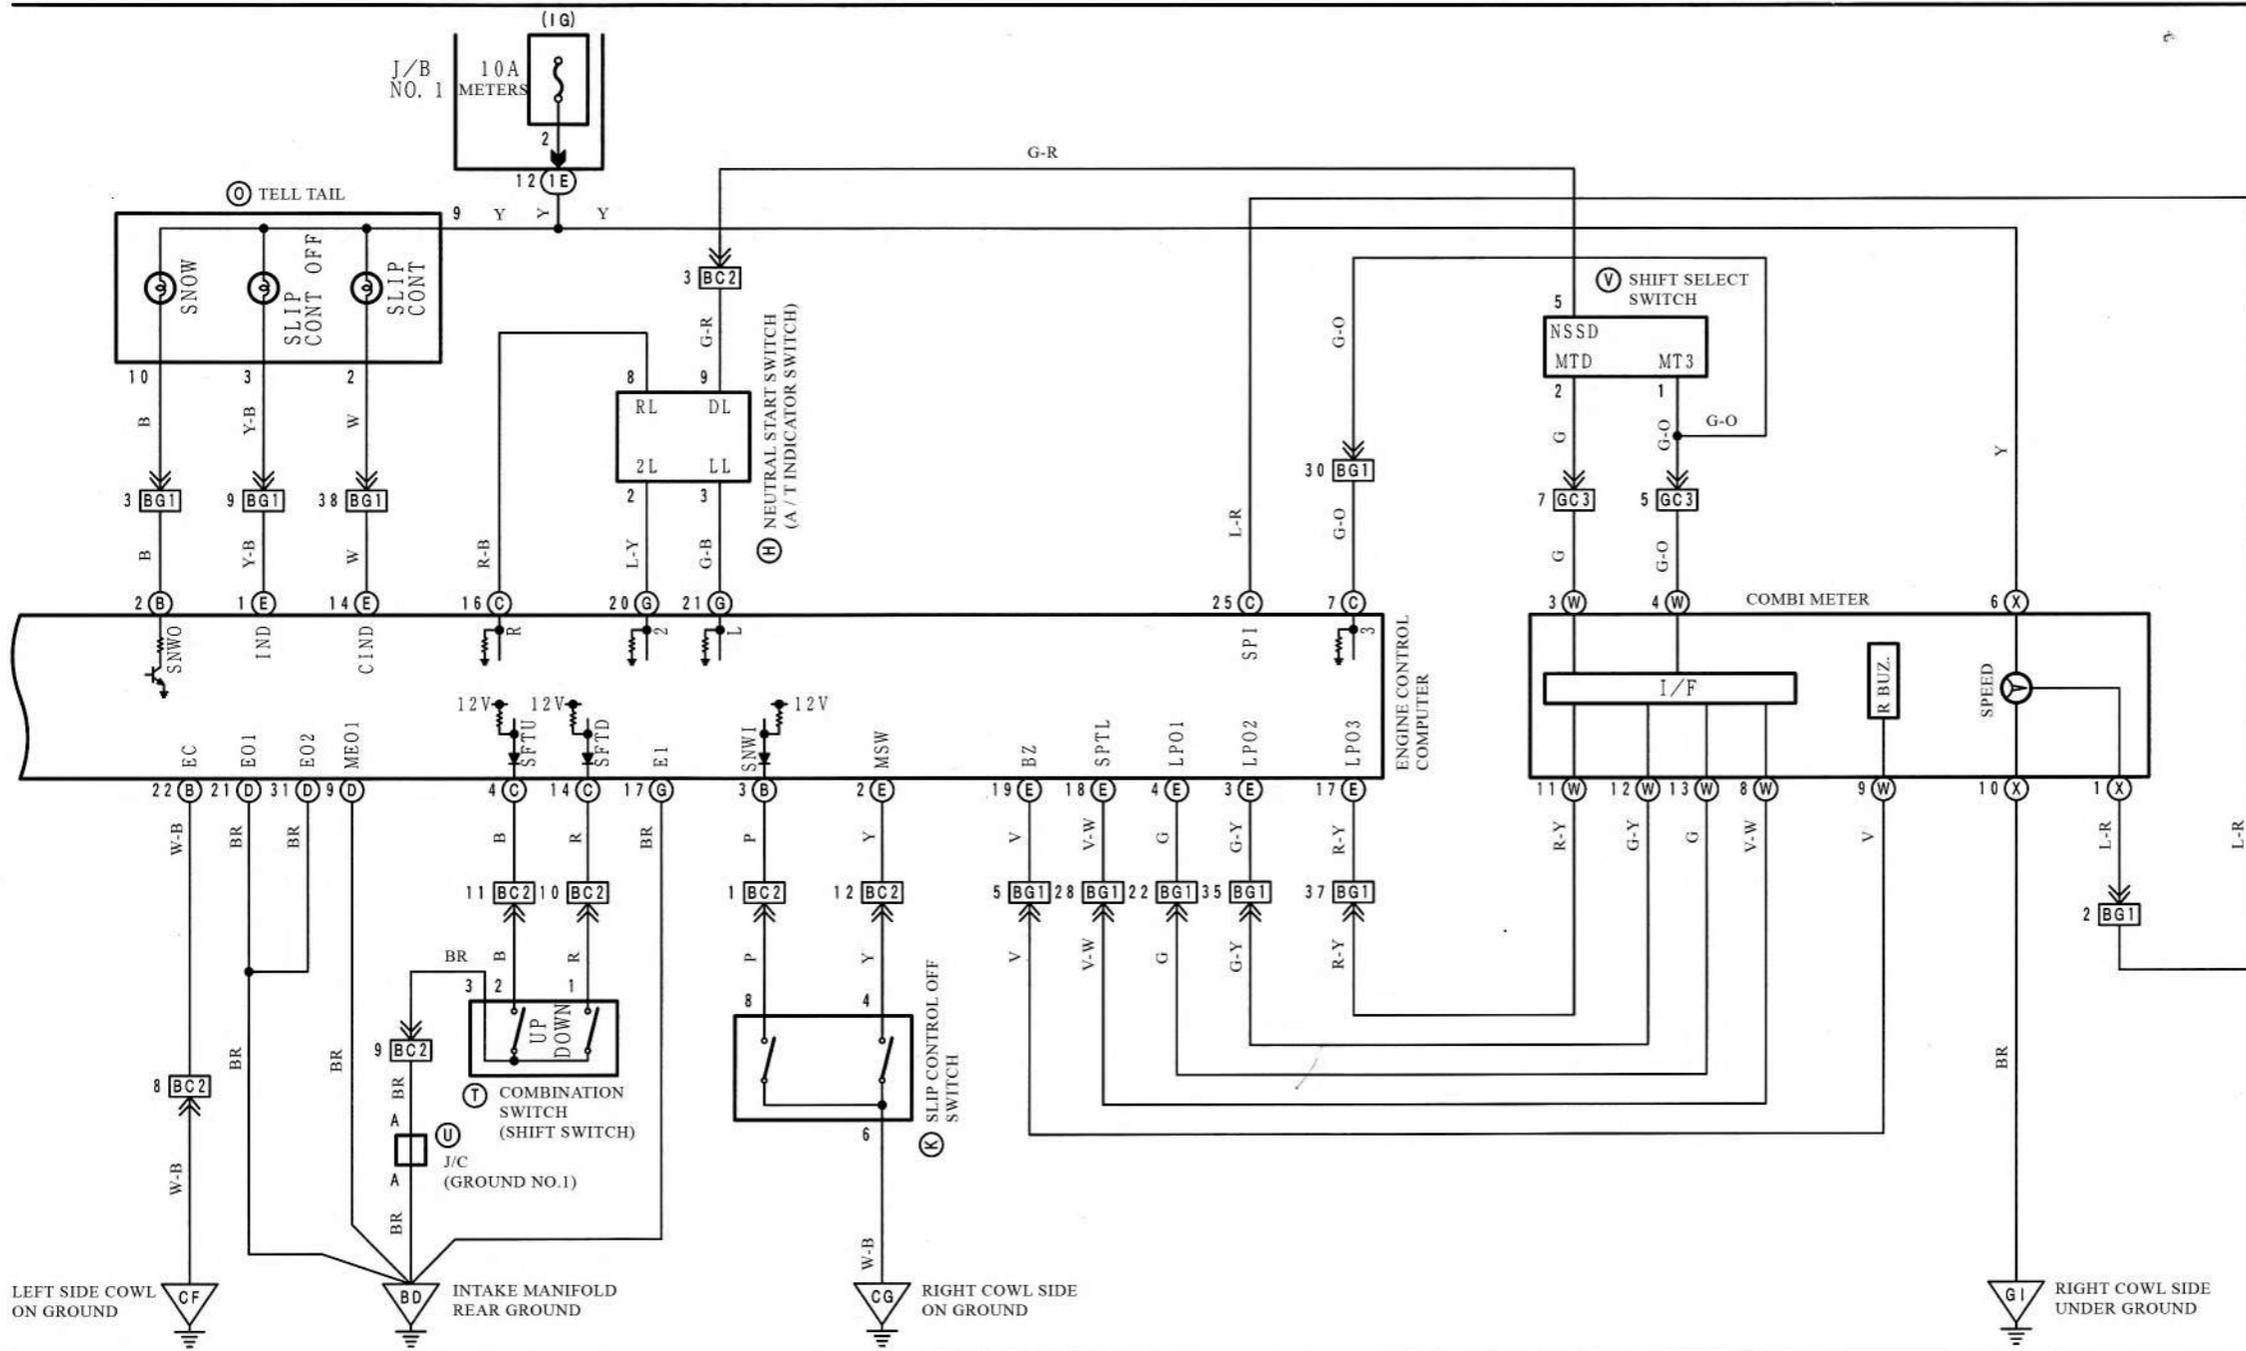 (IG)
J/B
NO. 1
10A
METERS
2
12 1E
G-R
O TELL TAIL
9 Y Y Y
SNOW
SLIP
CONT OFF
SLIP
CONT
3 BC2
G-R
NEUTRAL START SWITCH
(A / T INDICATOR SWITCH)
H
V SHIFT SELECT
SWITCH
5
NSSD
MTD MT3
2 1
G-O
G-O
G G-O
10 3 2
8 9
RL DL
2L LL
2 3
B Y-B W
30 BG1
Y
3 BG1 9 BG1 38 BG1
7 GC3 5 GC3
B Y-B W R-B L-Y G-B L-R G-O G G-O
2 B 1 E 14 E 16 C 20 G 21 G 25 C 7 C 3 W 4 W COMBI METER 6 X
SNWO IND CIND R 2 L SPI 3
ENGINE CONTROL
COMPUTER
I/F
R BUZ.
SPEED
12V 12V 12V
EC EO1 EO2 MEO1 SFTU SFTD E1 SNWI MSW BZ SPTL LPO1 LPO2 LPO3
22 B 21 D 31 D 9 D 4 C 14 C 17 G 3 B 2 E 19 E 18 E 4 E 3 E 17 E 11 W 12 W 13 W 8 W 9 W 10 X 1 X
W-B BR BR B R BR P Y V V-W G G-Y R-Y R-Y G-Y G V-W V L-R L-R
11 BC2 10 BC2 1 BC2 12 BC2 5 BG1 28 BG1 22 BG1 35 BG1 37 BG1
2 BG1
BR B R P Y V V-W G G-Y R-Y
3 2 1
8 4
UP
DOWN
9 BC2
BR BR BR
8 BC2
BR
T COMBINATION
SWITCH
(SHIFT SWITCH)
K SLIP CONTROL OFF
SWITCH
6
A
U
J/C
(GROUND NO.1)
A
W-B BR W-B
LEFT SIDE COWL
ON GROUND
CF
BD
INTAKE MANIFOLD
REAR GROUND
CG
RIGHT COWL SIDE
ON GROUND
GI
RIGHT COWL SIDE
UNDER GROUND